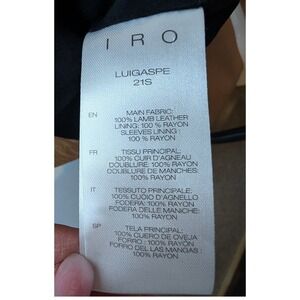 I R O
LUIGASPE
21S
EN
MAIN FABRIC:
100% LAMB LEATHER
LINING: 100 % RAYON
SLEEVES LINING :
100 % RAYON
FR
TISSU PRINCIPAL:
100% CUIR D'AGNEAU
DOUBLURE: 100% RAYON
DOUBLURE DE MANCHES:
100% RAYON
IT
TESSUTO PRINCIPALE:
100% CUOIO D'AGNELLO
FODERA: 100% RAYON
FODERA DELLE MANICHE:
100% RAYON
SP
TELA PRINCIPAL:
100% CUERO DE OVEJA
FORRO : 100% RAYON
FORRO DEL LAS MANGAS :
100% RAYON